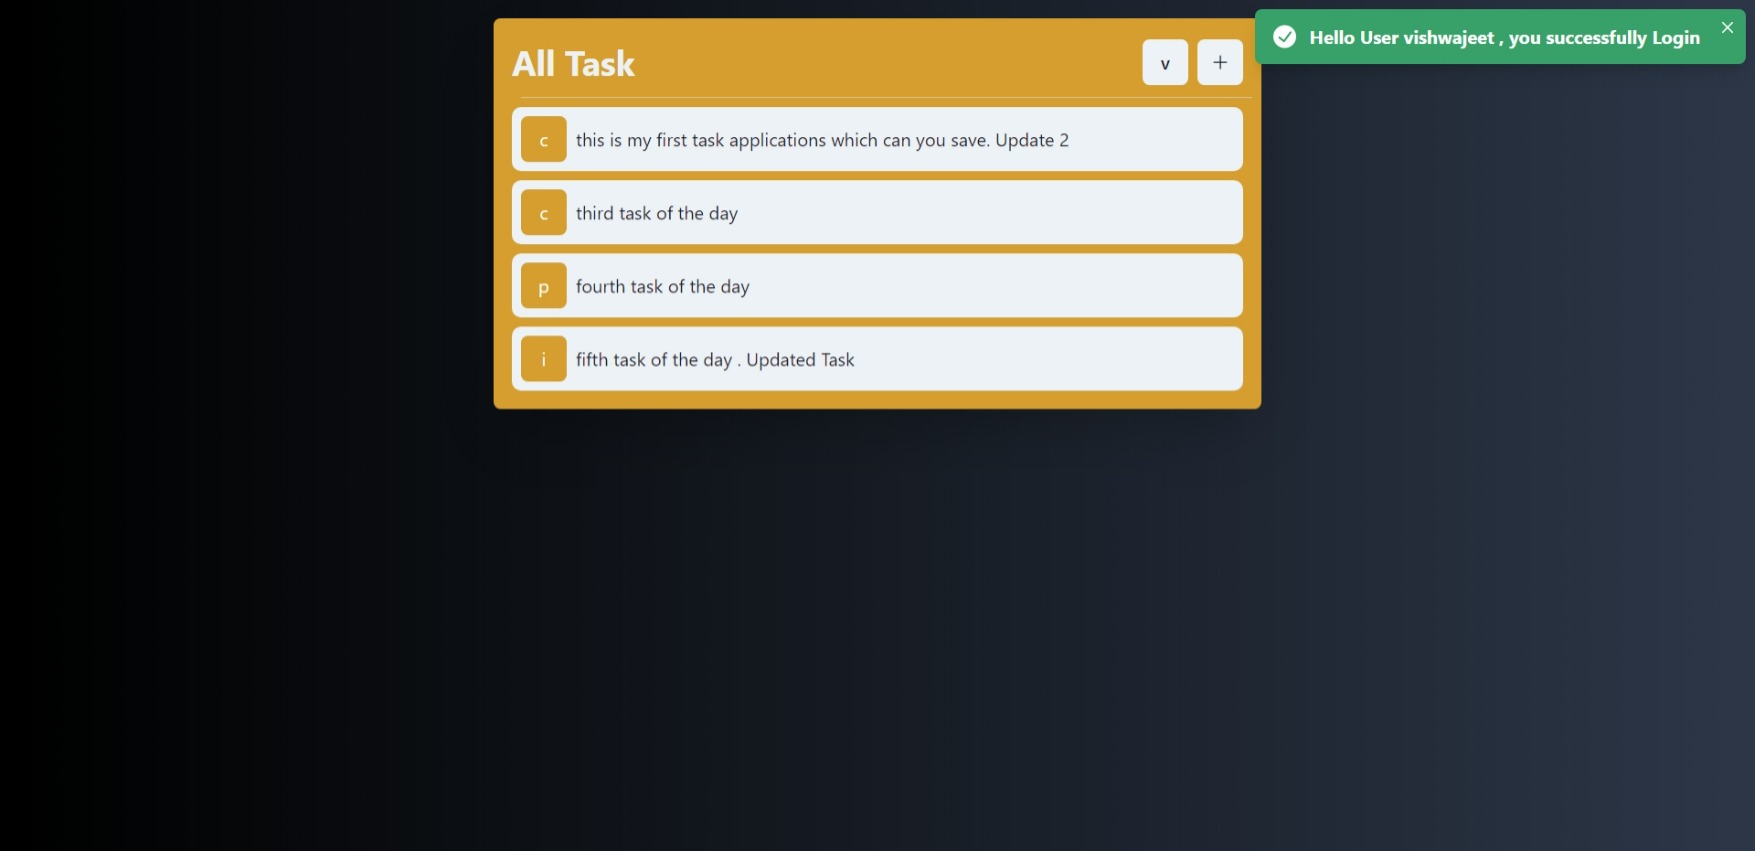 All Task
v
+
Hello User vishwajeet , you successfully Login
c
this is my first task applications which can you save. Update 2
c
third task of the day
p
fourth task of the day
i
fifth task of the day . Updated Task